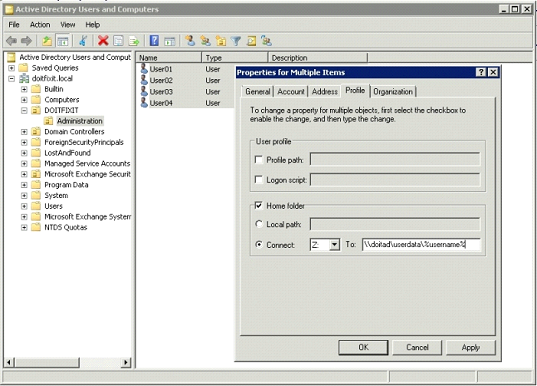 Active Directory Users and Computers
File Action View Help
Active Directory Users and Comput
Saved Queries
doitfixit.local
Builtin
Computers
DOITFIXIT
Administration
Domain Controllers
ForeignSecurityPrincipals
LostAndFound
Managed Service Accounts
Microsoft Exchange Securit
Program Data
System
Users
Microsoft Exchange System
NTDS Quotas
Name Type Description
User01 User
User02 User
User03 User
User04 User
Properties for Multiple Items
General Account Address Profile Organization
To change a property for multiple objects, first select the checkbox to
enable the change, and then type the change.
User profile
Profile path:
Logon script:
Home folder
Local path:
Connect: Z: To: \\doitad\userdata\%username%
OK Cancel Apply